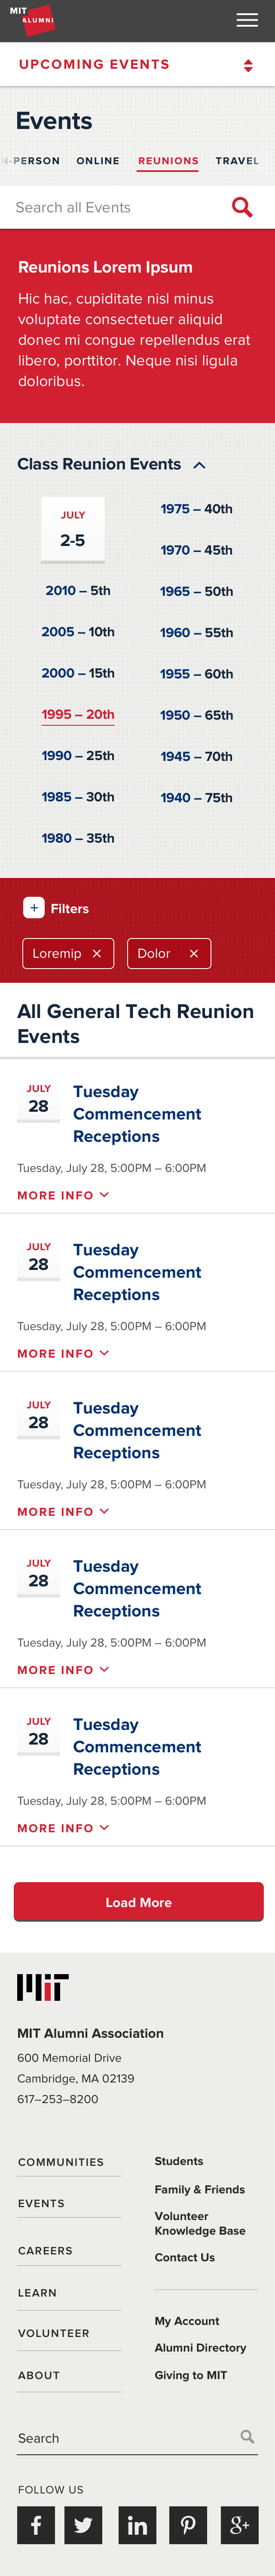 MIT
ALUMNI
UPCOMING EVENTS
Events
N-PERSON ONLINE REUNIONS TRAVEL
Search all Events
Reunions Lorem Ipsum
Hic hac, cupiditate nisl minus
voluptate consectetuer aliquid
donec mi congue repellendus erat
libero, porttitor. Neque nisi ligula
doloribus.
Class Reunion Events
JULY
2-5
2010 – 5th
2005 – 10th
2000 – 15th
1995 – 20th
1990 – 25th
1985 – 30th
1980 – 35th
1975 – 40th
1970 – 45th
1965 – 50th
1960 – 55th
1955 – 60th
1950 – 65th
1945 – 70th
1940 – 75th
+ Filters
Loremip ×
Dolor ×
All General Tech Reunion
Events
JULY
28
Tuesday
Commencement
Receptions
Tuesday, July 28, 5:00PM – 6:00PM
MORE INFO
JULY
28
Tuesday
Commencement
Receptions
Tuesday, July 28, 5:00PM – 6:00PM
MORE INFO
JULY
28
Tuesday
Commencement
Receptions
Tuesday, July 28, 5:00PM – 6:00PM
MORE INFO
JULY
28
Tuesday
Commencement
Receptions
Tuesday, July 28, 5:00PM – 6:00PM
MORE INFO
JULY
28
Tuesday
Commencement
Receptions
Tuesday, July 28, 5:00PM – 6:00PM
MORE INFO
Load More
MIT
MIT Alumni Association
600 Memorial Drive
Cambridge, MA 02139
617–253–8200
COMMUNITIES
EVENTS
CAREERS
LEARN
VOLUNTEER
ABOUT
Students
Family & Friends
Volunteer
Knowledge Base
Contact Us
My Account
Alumni Directory
Giving to MIT
Search
FOLLOW US
f
in
g+